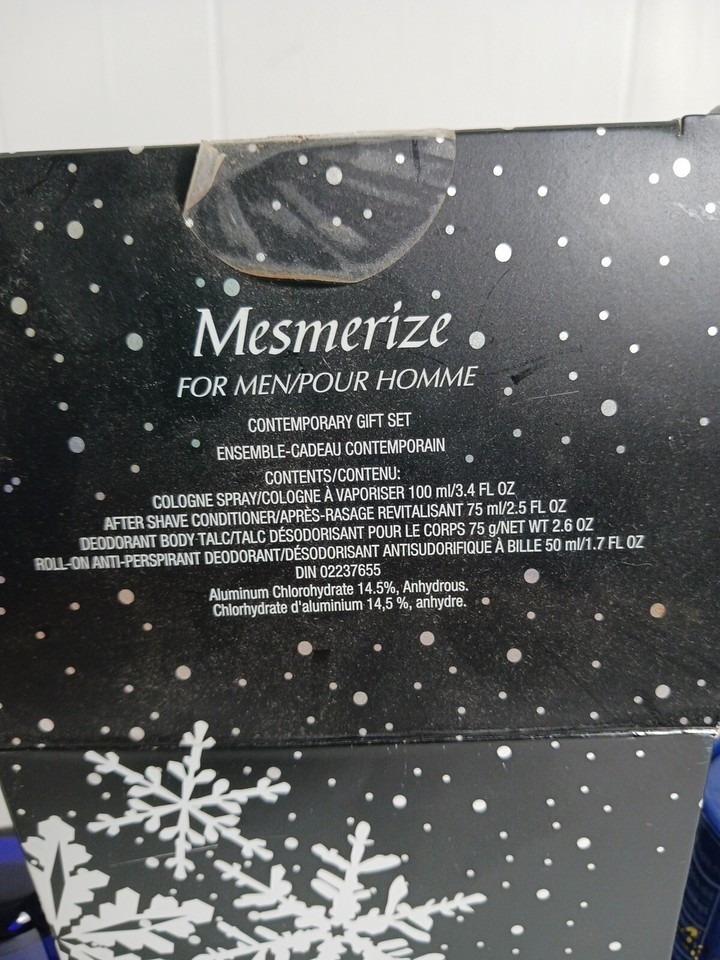 Mesmerize
FOR MEN/POUR HOMME
CONTEMPORARY GIFT SET
ENSEMBLE-CADEAU CONTEMPORAIN
CONTENTS/CONTENU:
COLOGNE SPRAY/COLOGNE À VAPORISER 100 ml/3.4 FL OZ
AFTER SHAVE CONDITIONER/APRÈS-RASAGE REVITALISANT 75 ml/2.5 FL OZ
DEODORANT BODY TALC/TALC DÉSODORISANT POUR LE CORPS 75 g/NET WT 2.6 OZ
ROLL-ON ANTI-PERSPIRANT DEODORANT/DÉSODORISANT ANTISUDORIFIQUE À BILLE 50 ml/1.7 FL OZ
DIN 02237655
Aluminum Chlorohydrate 14.5%, Anhydrous.
Chlorhydrate d'aluminium 14,5 %, anhydre.